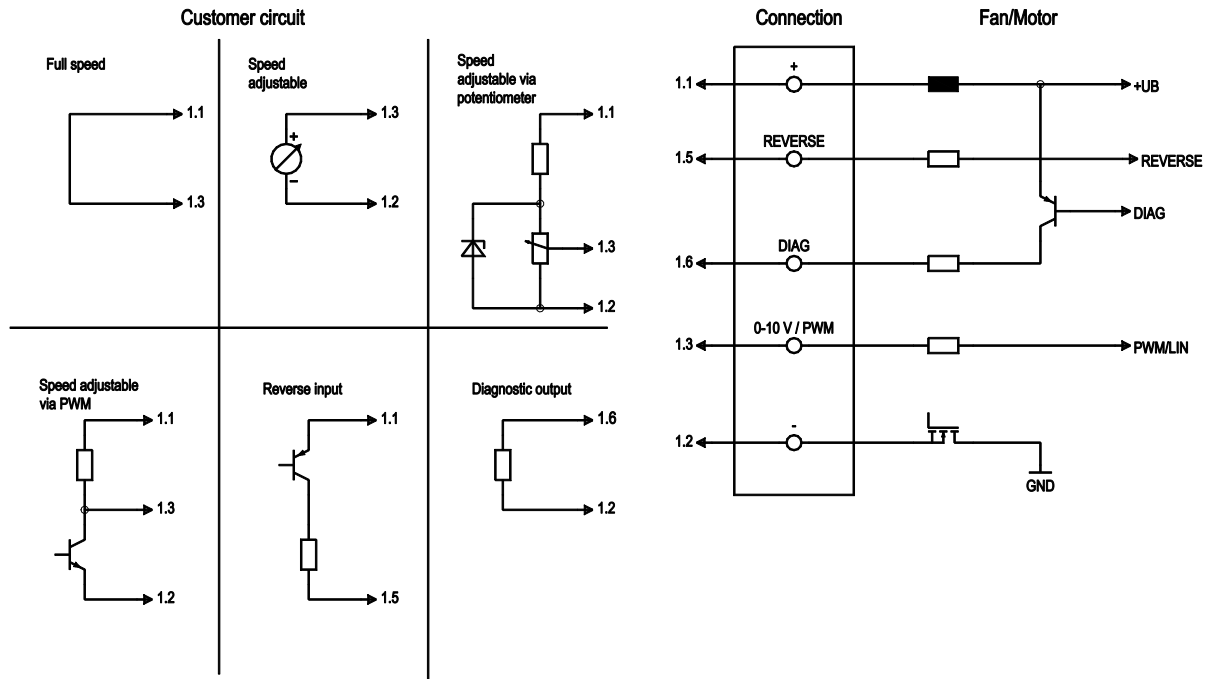 Customer circuit
Full speed
1.1
1.3
Speed
adjustable
1.3
+
–
1.2
Speed
adjustable via
potentiometer
1.1
1.3
1.2
Speed adjustable
via PWM
1.1
1.3
1.2
Reverse input
1.1
1.5
Diagnostic output
1.6
1.2
Connection
Fan/Motor
+
1.1
+UB
REVERSE
1.5
REVERSE
DIAG
DIAG
1.6
0-10 V / PWM
1.3
PWM/LIN
-
1.2
GND